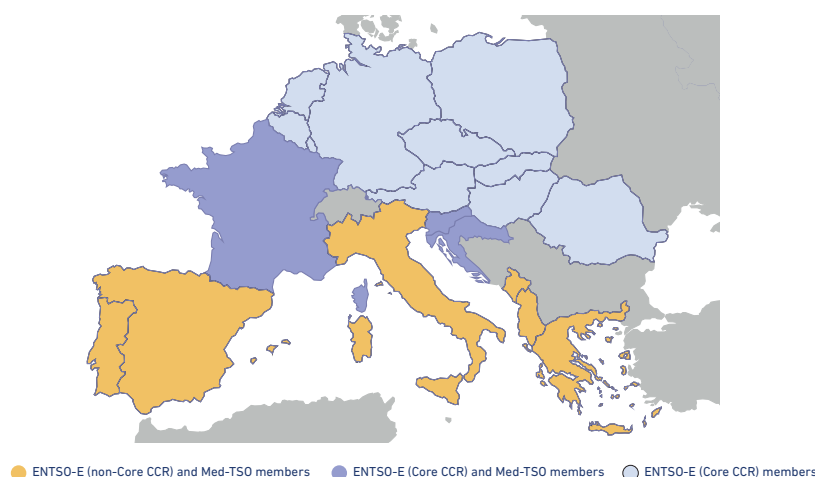 ENTSO-E (non-Core CCR) and Med-TSO members ENTSO-E (Core CCR) and Med-TSO members ENTSO-E (Core CCR) members